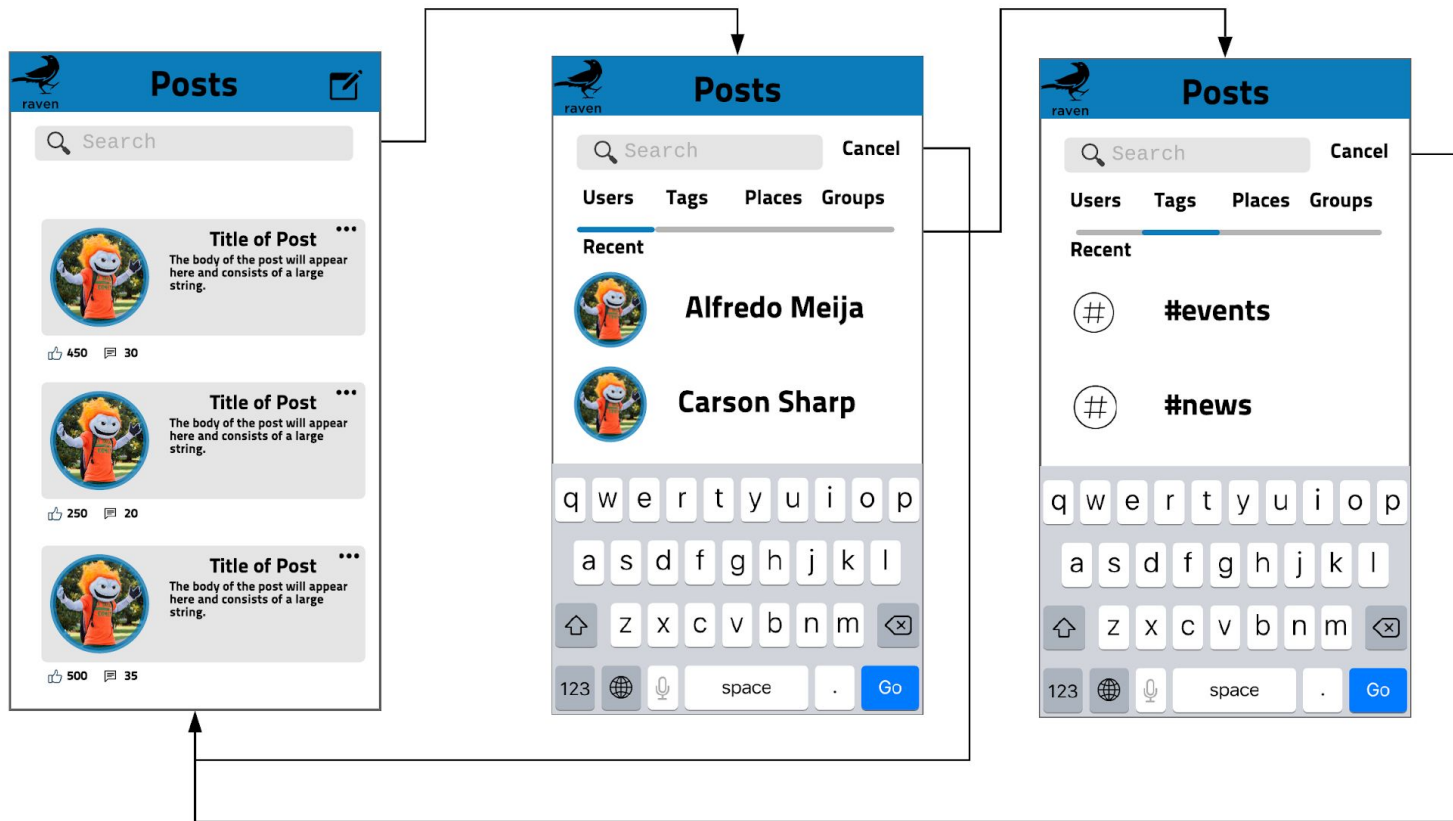 raven
Posts
Search
Title of Post
The body of the post will appear
here and consists of a large
string.
450 30
Title of Post
The body of the post will appear
here and consists of a large
string.
250 20
Title of Post
The body of the post will appear
here and consists of a large
string.
500 35
raven
Posts
Search Cancel
Users Tags Places Groups
Recent
Alfredo Meija
Carson Sharp
q w e r t y u i o p
a s d f g h j k l
z x c v b n m
123 space . Go
raven
Posts
Search Cancel
Users Tags Places Groups
Recent
# #events
# #news
q w e r t y u i o p
a s d f g h j k l
z x c v b n m
123 space . Go